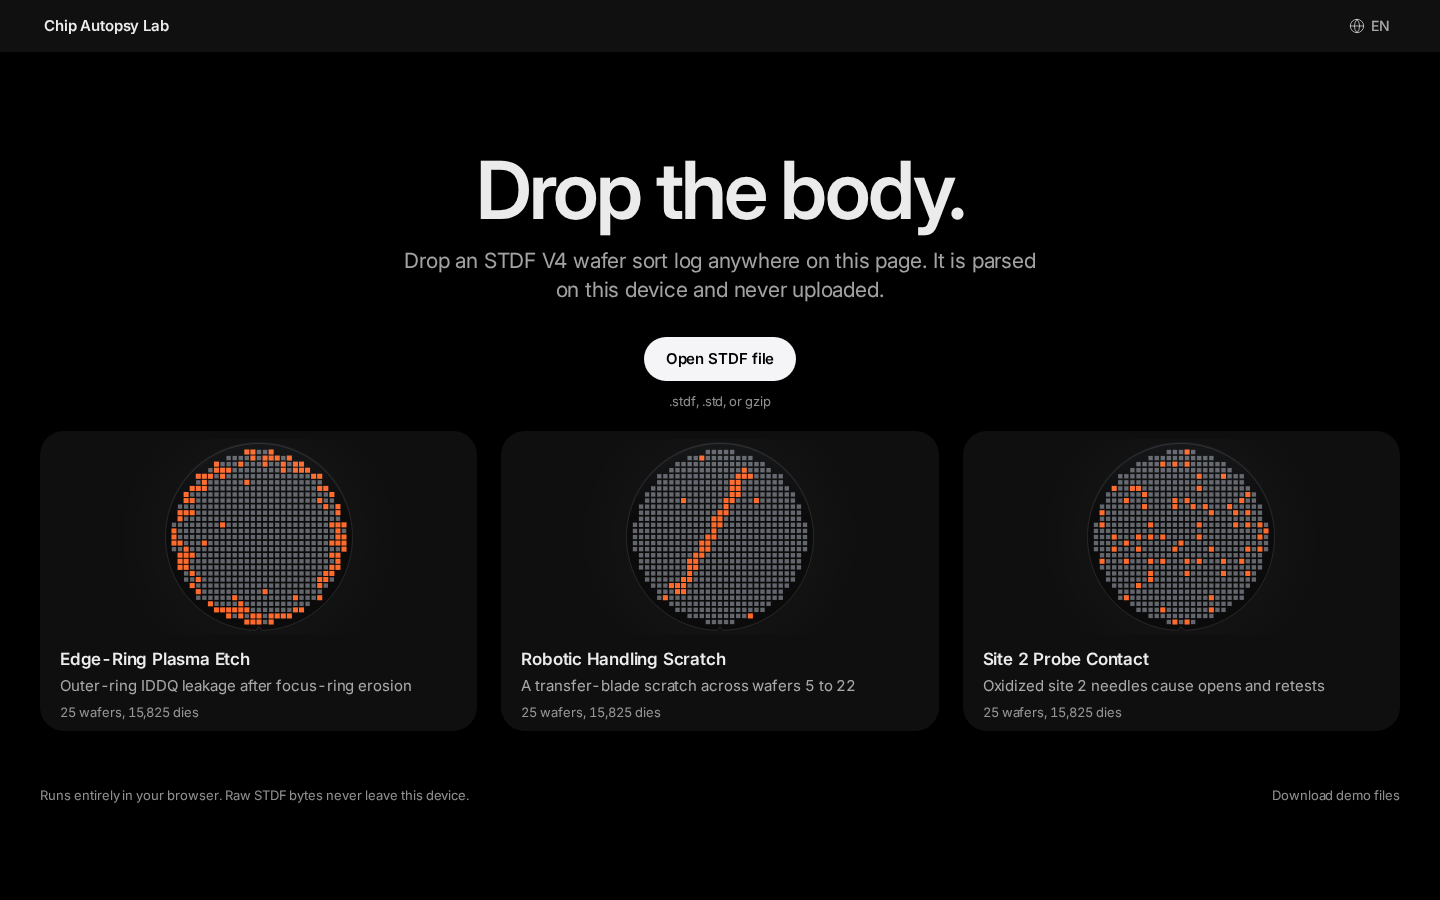 Chip Autopsy Lab
EN
Drop the body.
Drop an STDF V4 wafer sort log anywhere on this page. It is parsed
on this device and never uploaded.
Open STDF file
.stdf, .std, or gzip
Edge-Ring Plasma Etch
Outer-ring IDDQ leakage after focus-ring erosion
25 wafers, 15,825 dies
Robotic Handling Scratch
A transfer-blade scratch across wafers 5 to 22
25 wafers, 15,825 dies
Site 2 Probe Contact
Oxidized site 2 needles cause opens and retests
25 wafers, 15,825 dies
Runs entirely in your browser. Raw STDF bytes never leave this device.
Download demo files